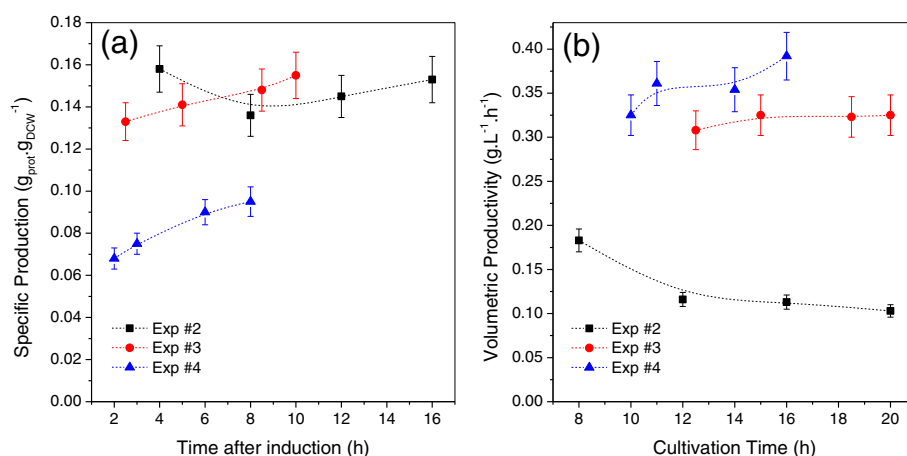 (a)
Specific Production (g_prot.g_DCW^-1)
0.18
0.16
0.14
0.12
0.10
0.08
0.06
0.04
0.02
0.00
Exp #2
Exp #3
Exp #4
2 4 6 8 10 12 14 16
Time after induction (h)
(b)
Volumetric Productivity (g.L^-1.h^-1)
0.40
0.35
0.30
0.25
0.20
0.15
0.10
0.05
0.00
Exp #2
Exp #3
Exp #4
8 10 12 14 16 18 20
Cultivation Time (h)